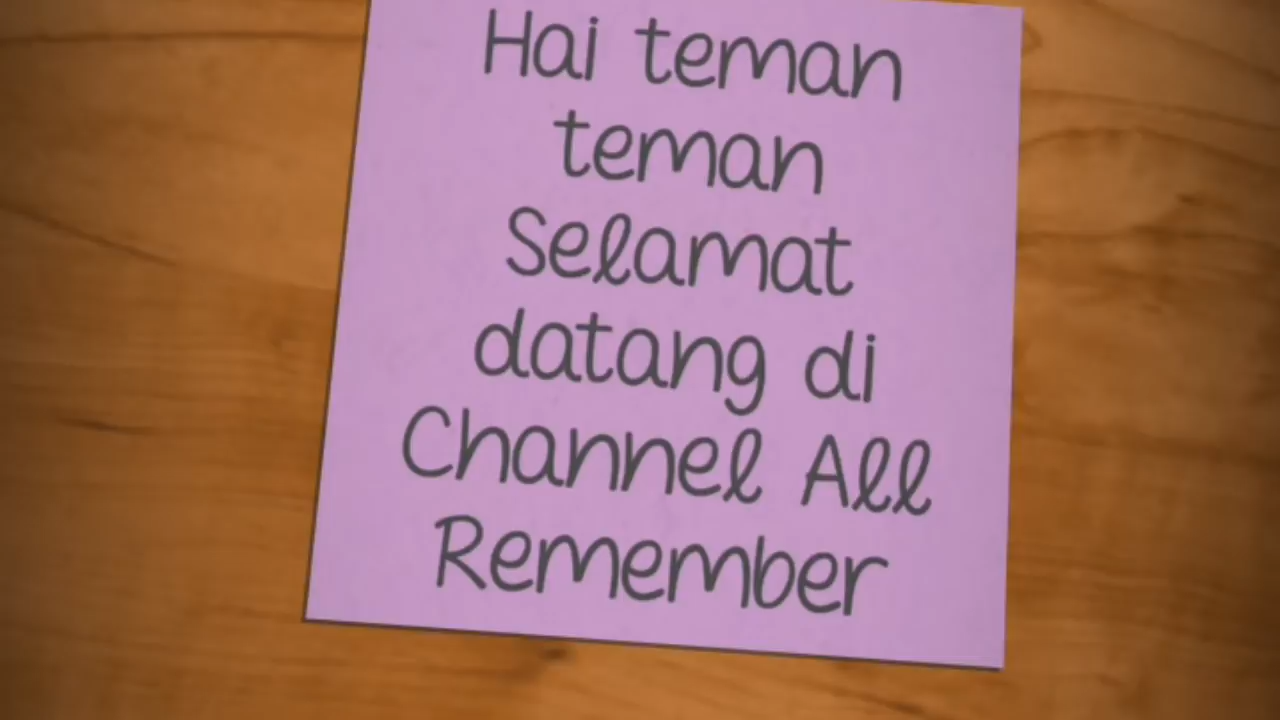 Hai teman
teman
Selamat
datang di
Channel All
Remember